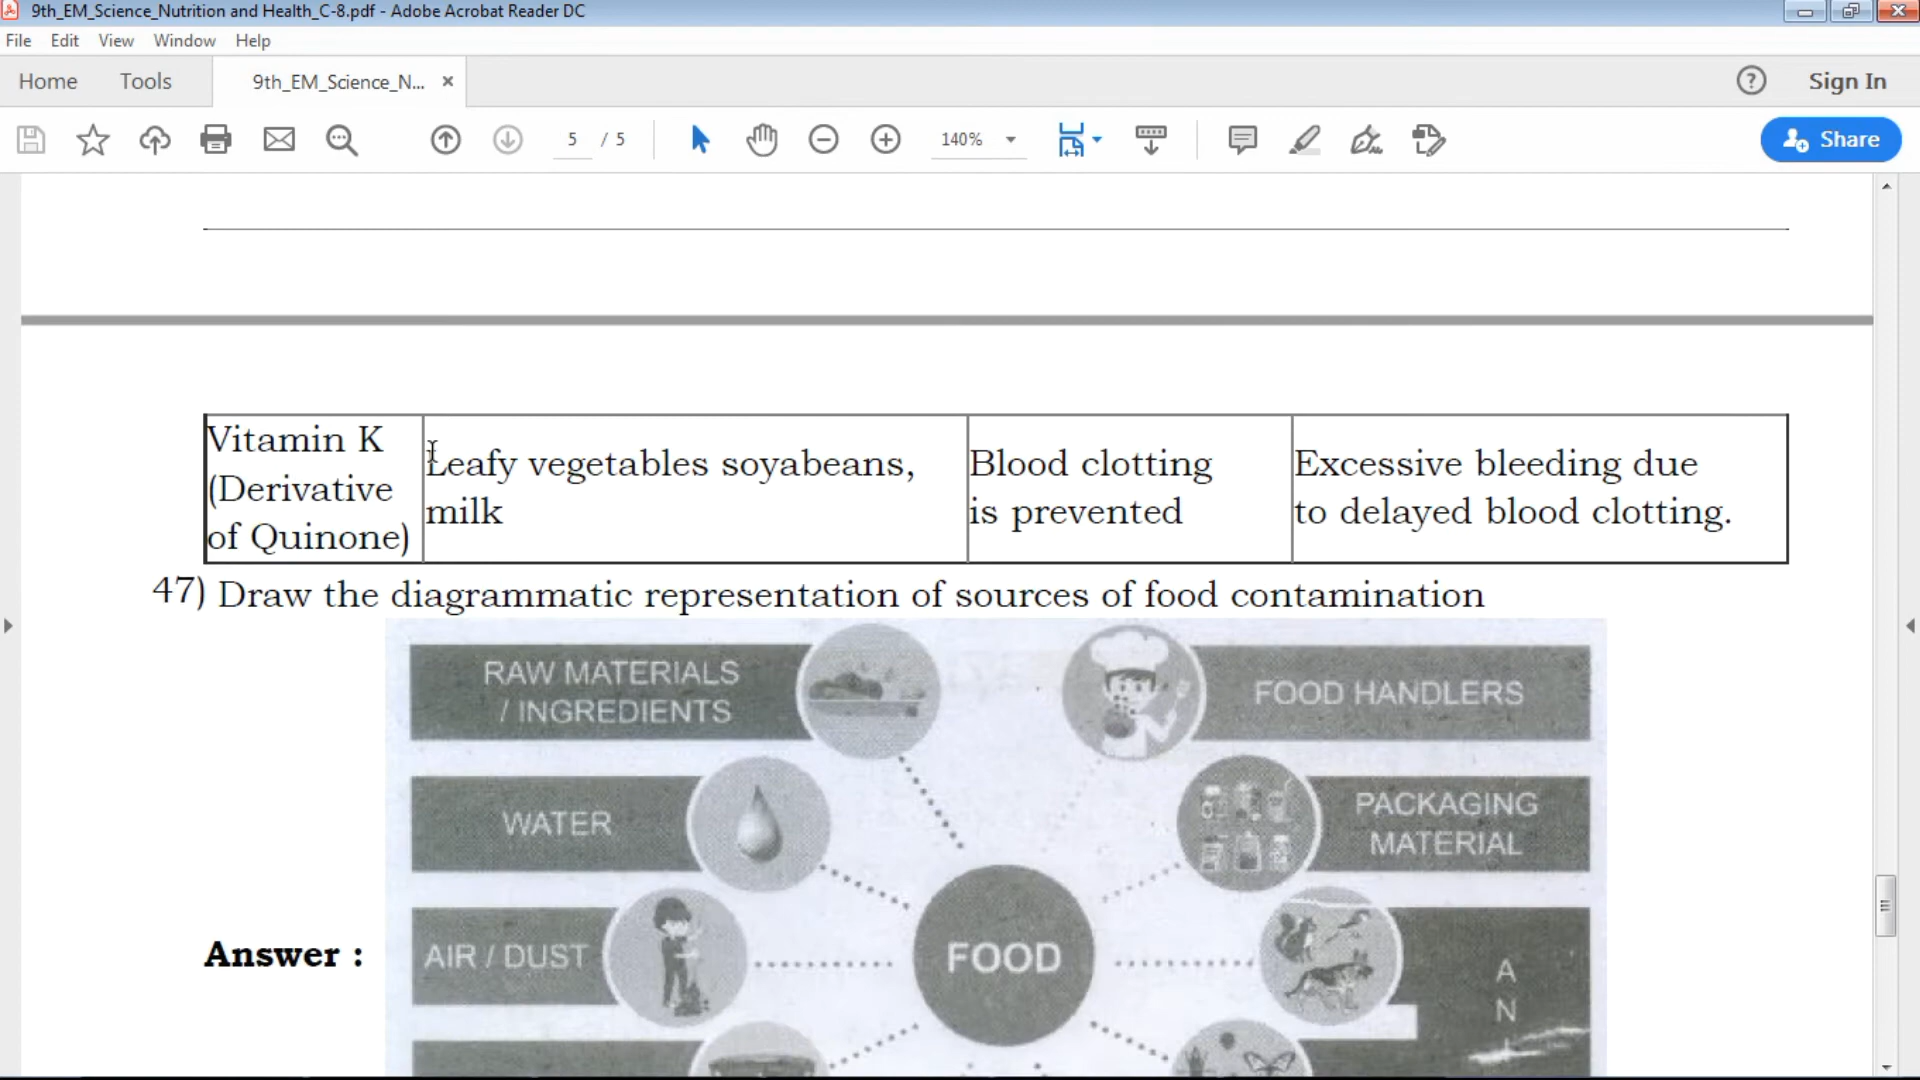 9th_EM_Science_Nutrition and Health_C-8.pdf - Adobe Acrobat Reader DC
File Edit View Window Help
Home Tools 9th_EM_Science_N... ×
? Sign In
5 / 5 140% Share
Vitamin K
(Derivative
of Quinone)
Leafy vegetables soyabeans,
milk
Blood clotting
is prevented
Excessive bleeding due
to delayed blood clotting.
47) Draw the diagrammatic representation of sources of food contamination
RAW MATERIALS
/ INGREDIENTS
FOOD HANDLERS
WATER
PACKAGING
MATERIAL
Answer :
AIR / DUST
FOOD
A
N